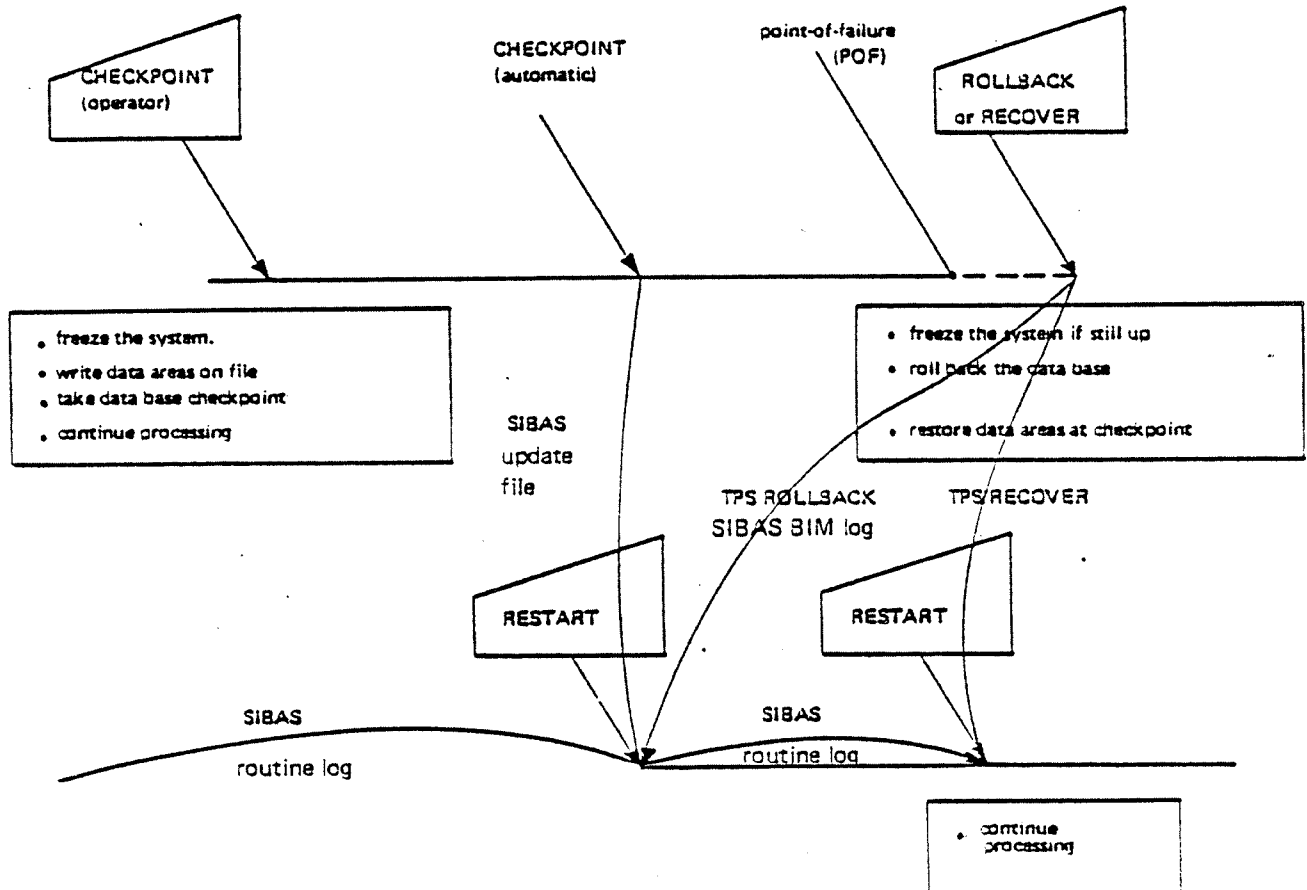 CHECKPOINT
(operator)
CHECKPOINT
(automatic)
point-of-failure
(POF)
ROLLBACK
or RECOVER
• freeze the system.
• write data areas on file
• take data base checkpoint
• continue processing
• freeze the system if still up
• roll back the data base
• restore data areas at checkpoint
SIBAS
update
file
TPS ROLLBACK
SIBAS BIM log
TPS RECOVER
RESTART
RESTART
SIBAS
routine log
SIBAS
routine log
• continue
processing